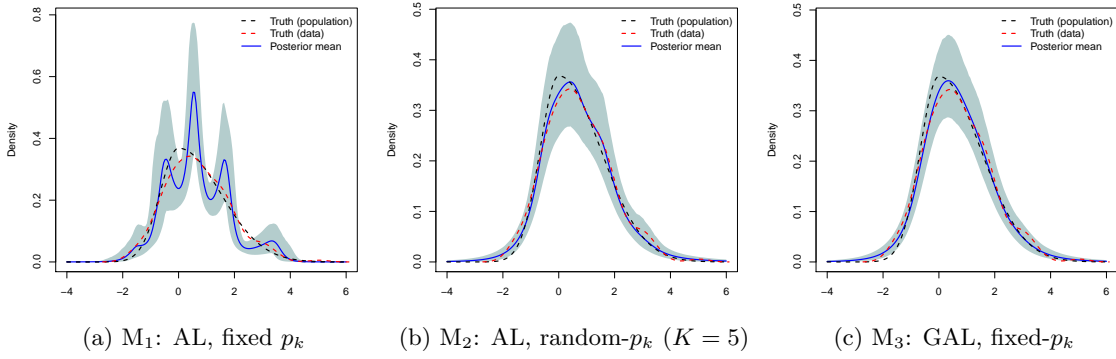 Truth (population)
Truth (data)
Posterior mean
Density
0.0 0.2 0.4 0.6 0.8
−4 −2 0 2 4 6
(a) M₁: AL, fixed pₖ
Truth (population)
Truth (data)
Posterior mean
Density
0.0 0.1 0.2 0.3 0.4 0.5
−4 −2 0 2 4 6
(b) M₂: AL, random-pₖ (K = 5)
Truth (population)
Truth (data)
Posterior mean
Density
0.0 0.1 0.2 0.3 0.4 0.5
−4 −2 0 2 4 6
(c) M₃: GAL, fixed-pₖ